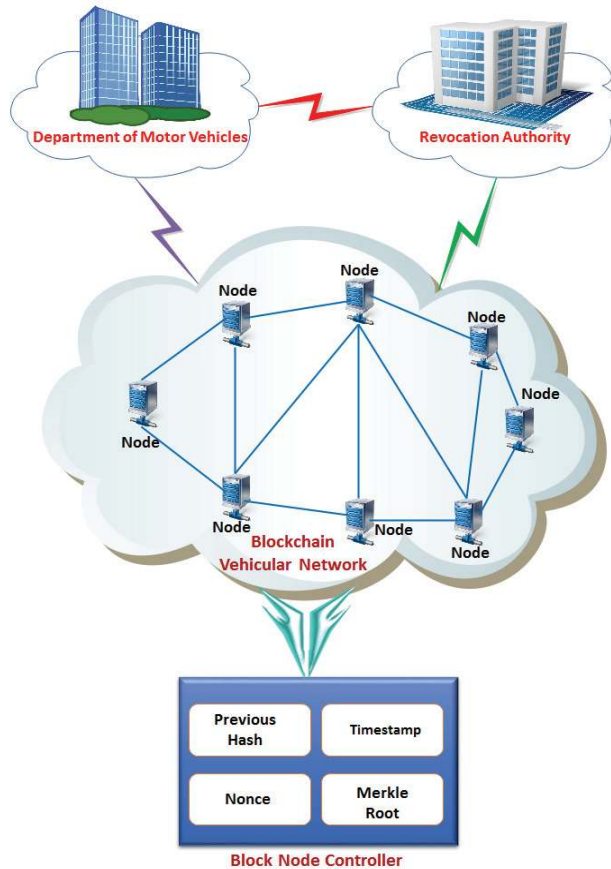 Department of Motor Vehicles
Revocation Authority
Node
Node
Node
Node
Node
Node
Node
Node
Blockchain
Vehicular Network
Previous
Hash
Timestamp
Nonce
Merkle
Root
Block Node Controller